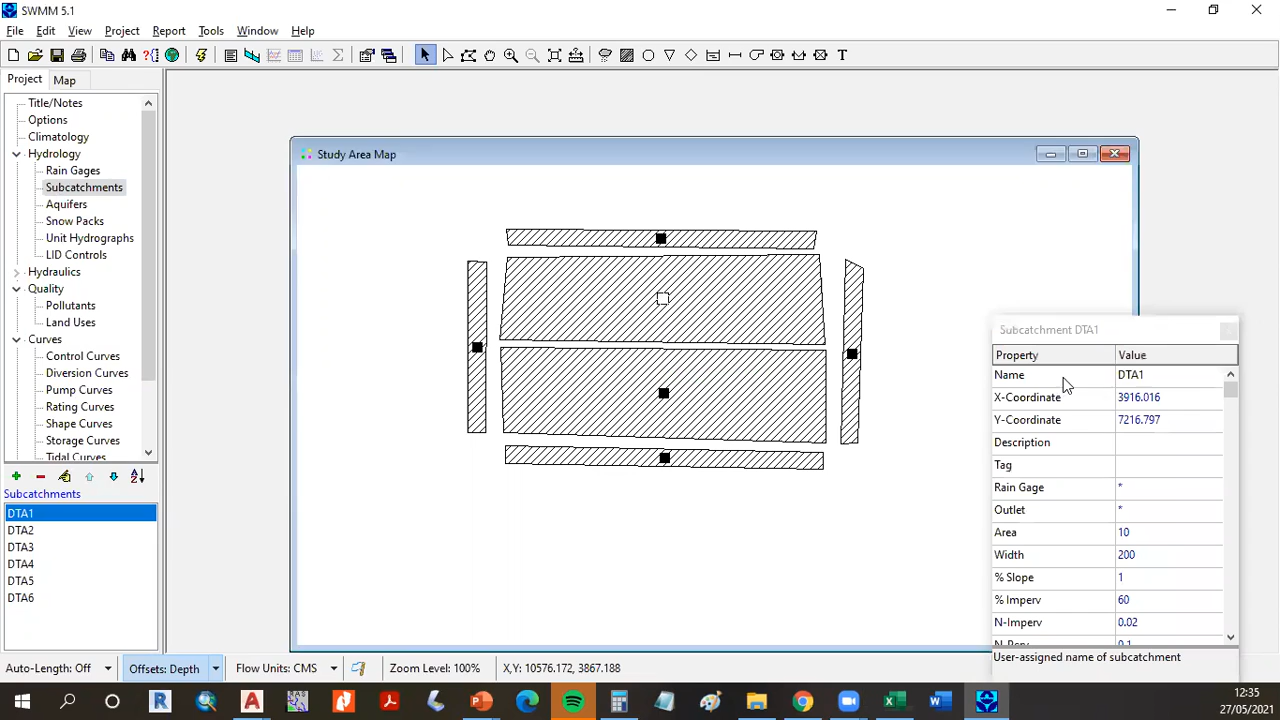 SWMM 5.1
File Edit View Project Report Tools Window Help
Project Map
Title/Notes
Options
Climatology
Hydrology
Rain Gages
Subcatchments
Aquifers
Snow Packs
Unit Hydrographs
LID Controls
Hydraulics
Quality
Pollutants
Land Uses
Curves
Control Curves
Diversion Curves
Pump Curves
Rating Curves
Shape Curves
Storage Curves
Tidal Curves
Subcatchments
DTA1
DTA2
DTA3
DTA4
DTA5
DTA6
Study Area Map
Subcatchment DTA1
Property Value
Name DTA1
X-Coordinate 3916.016
Y-Coordinate 7216.797
Description
Tag
Rain Gage *
Outlet *
Area 10
Width 200
% Slope 1
% Imperv 60
N-Imperv 0.02
N-Perv 0.1
User-assigned name of subcatchment
Auto-Length: Off Offsets: Depth Flow Units: CMS Zoom Level: 100% X,Y: 10576.172, 3867.188
12:35
27/05/2021